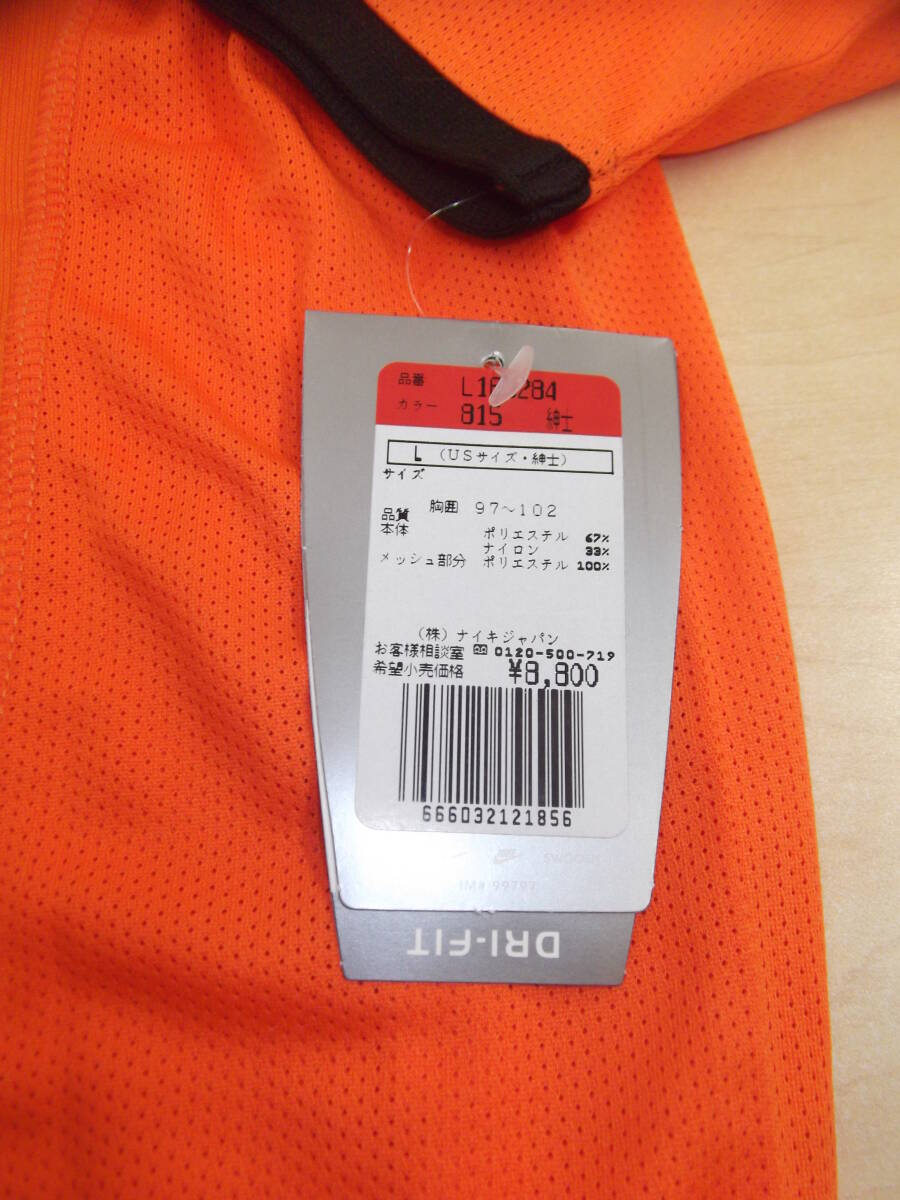 品番
カラー 815 紳士
L (USサイズ・紳士)
サイズ
胸囲 97〜102
品質
本体 ポリエステル 67%
ナイロン 33%
メッシュ部分 ポリエステル 100%
(株)ナイキジャパン
お客様相談室 0120-500-719
希望小売価格 ¥8,800
666032121856
SWOOSH
IM# 99797
DRI-FIT